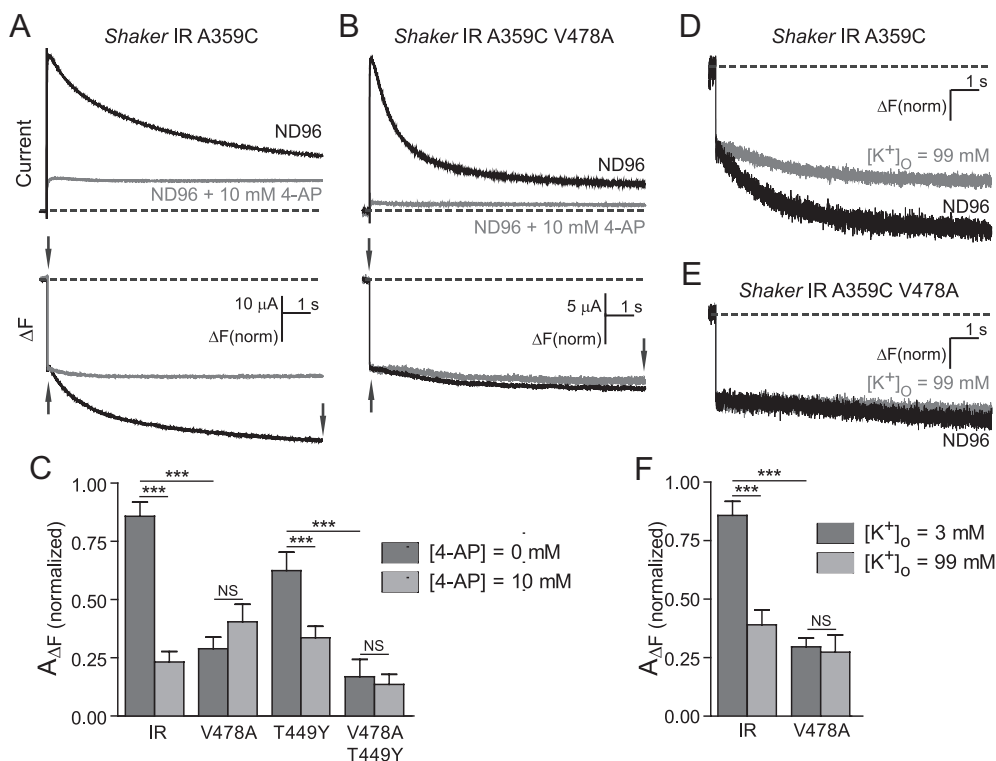 A
Shaker IR A359C
Current
ND96
ND96 + 10 mM 4-AP
ΔF
10 μA
1 s
ΔF(norm)
B
Shaker IR A359C V478A
ND96
ND96 + 10 mM 4-AP
5 μA
1 s
ΔF(norm)
D
Shaker IR A359C
1 s
ΔF(norm)
[K+]O = 99 mM
ND96
E
Shaker IR A359C V478A
1 s
ΔF(norm)
[K+]O = 99 mM
ND96
C
AΔF (normalized)
1.00
0.75
0.50
0.25
0.00
***
***
NS
***
***
NS
IR
V478A
T449Y
V478A
T449Y
[4-AP] = 0 mM
[4-AP] = 10 mM
F
AΔF (normalized)
1.00
0.75
0.50
0.25
0.00
***
***
NS
IR
V478A
[K+]o = 3 mM
[K+]o = 99 mM